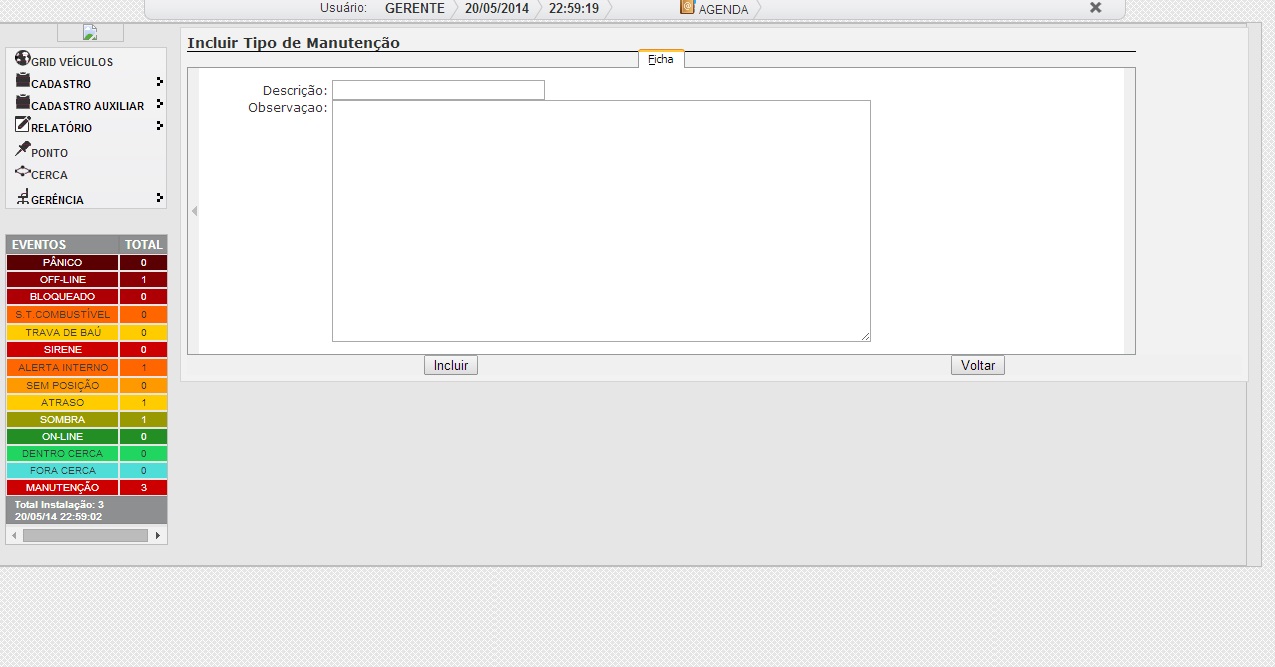 Usuário: GERENTE 20/05/2014 22:59:19 AGENDA
GRID VEÍCULOS
CADASTRO
CADASTRO AUXILIAR
RELATÓRIO
PONTO
CERCA
GERÊNCIA
EVENTOS TOTAL
PÂNICO 0
OFF-LINE 1
BLOQUEADO 0
S.T.COMBUSTÍVEL 0
TRAVA DE BAÚ 0
SIRENE 0
ALERTA INTERNO 1
SEM POSIÇÃO 0
ATRASO 1
SOMBRA 1
ON-LINE 0
DENTRO CERCA 0
FORA CERCA 0
MANUTENÇÃO 3
Total Instalação: 3
20/05/14 22:59:02
Incluir Tipo de Manutenção
Ficha
Descrição:
Observaçao:
Incluir Voltar